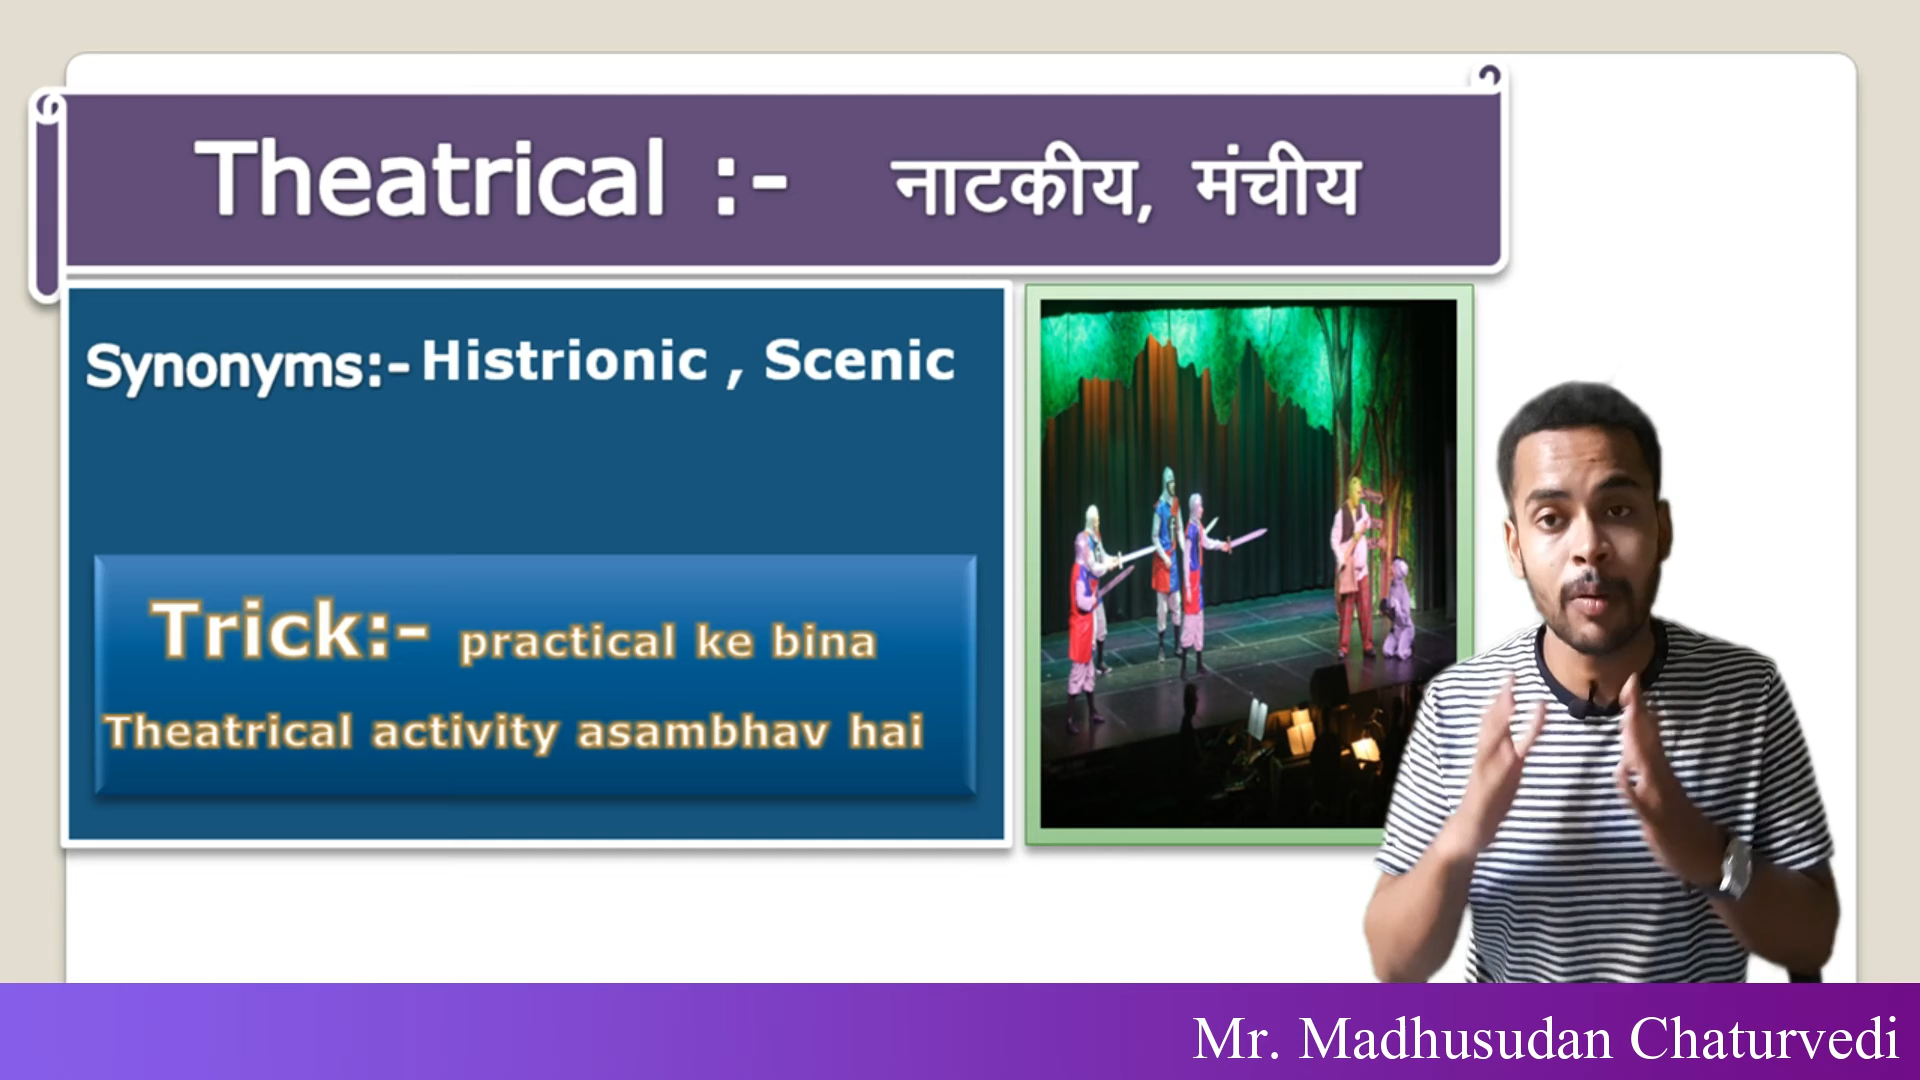 Theatrical :- नाटकीय, मंचीय
Synonyms:- Histrionic , Scenic
Trick:- practical ke bina
Theatrical activity asambhav hai
Mr. Madhusudan Chaturvedi